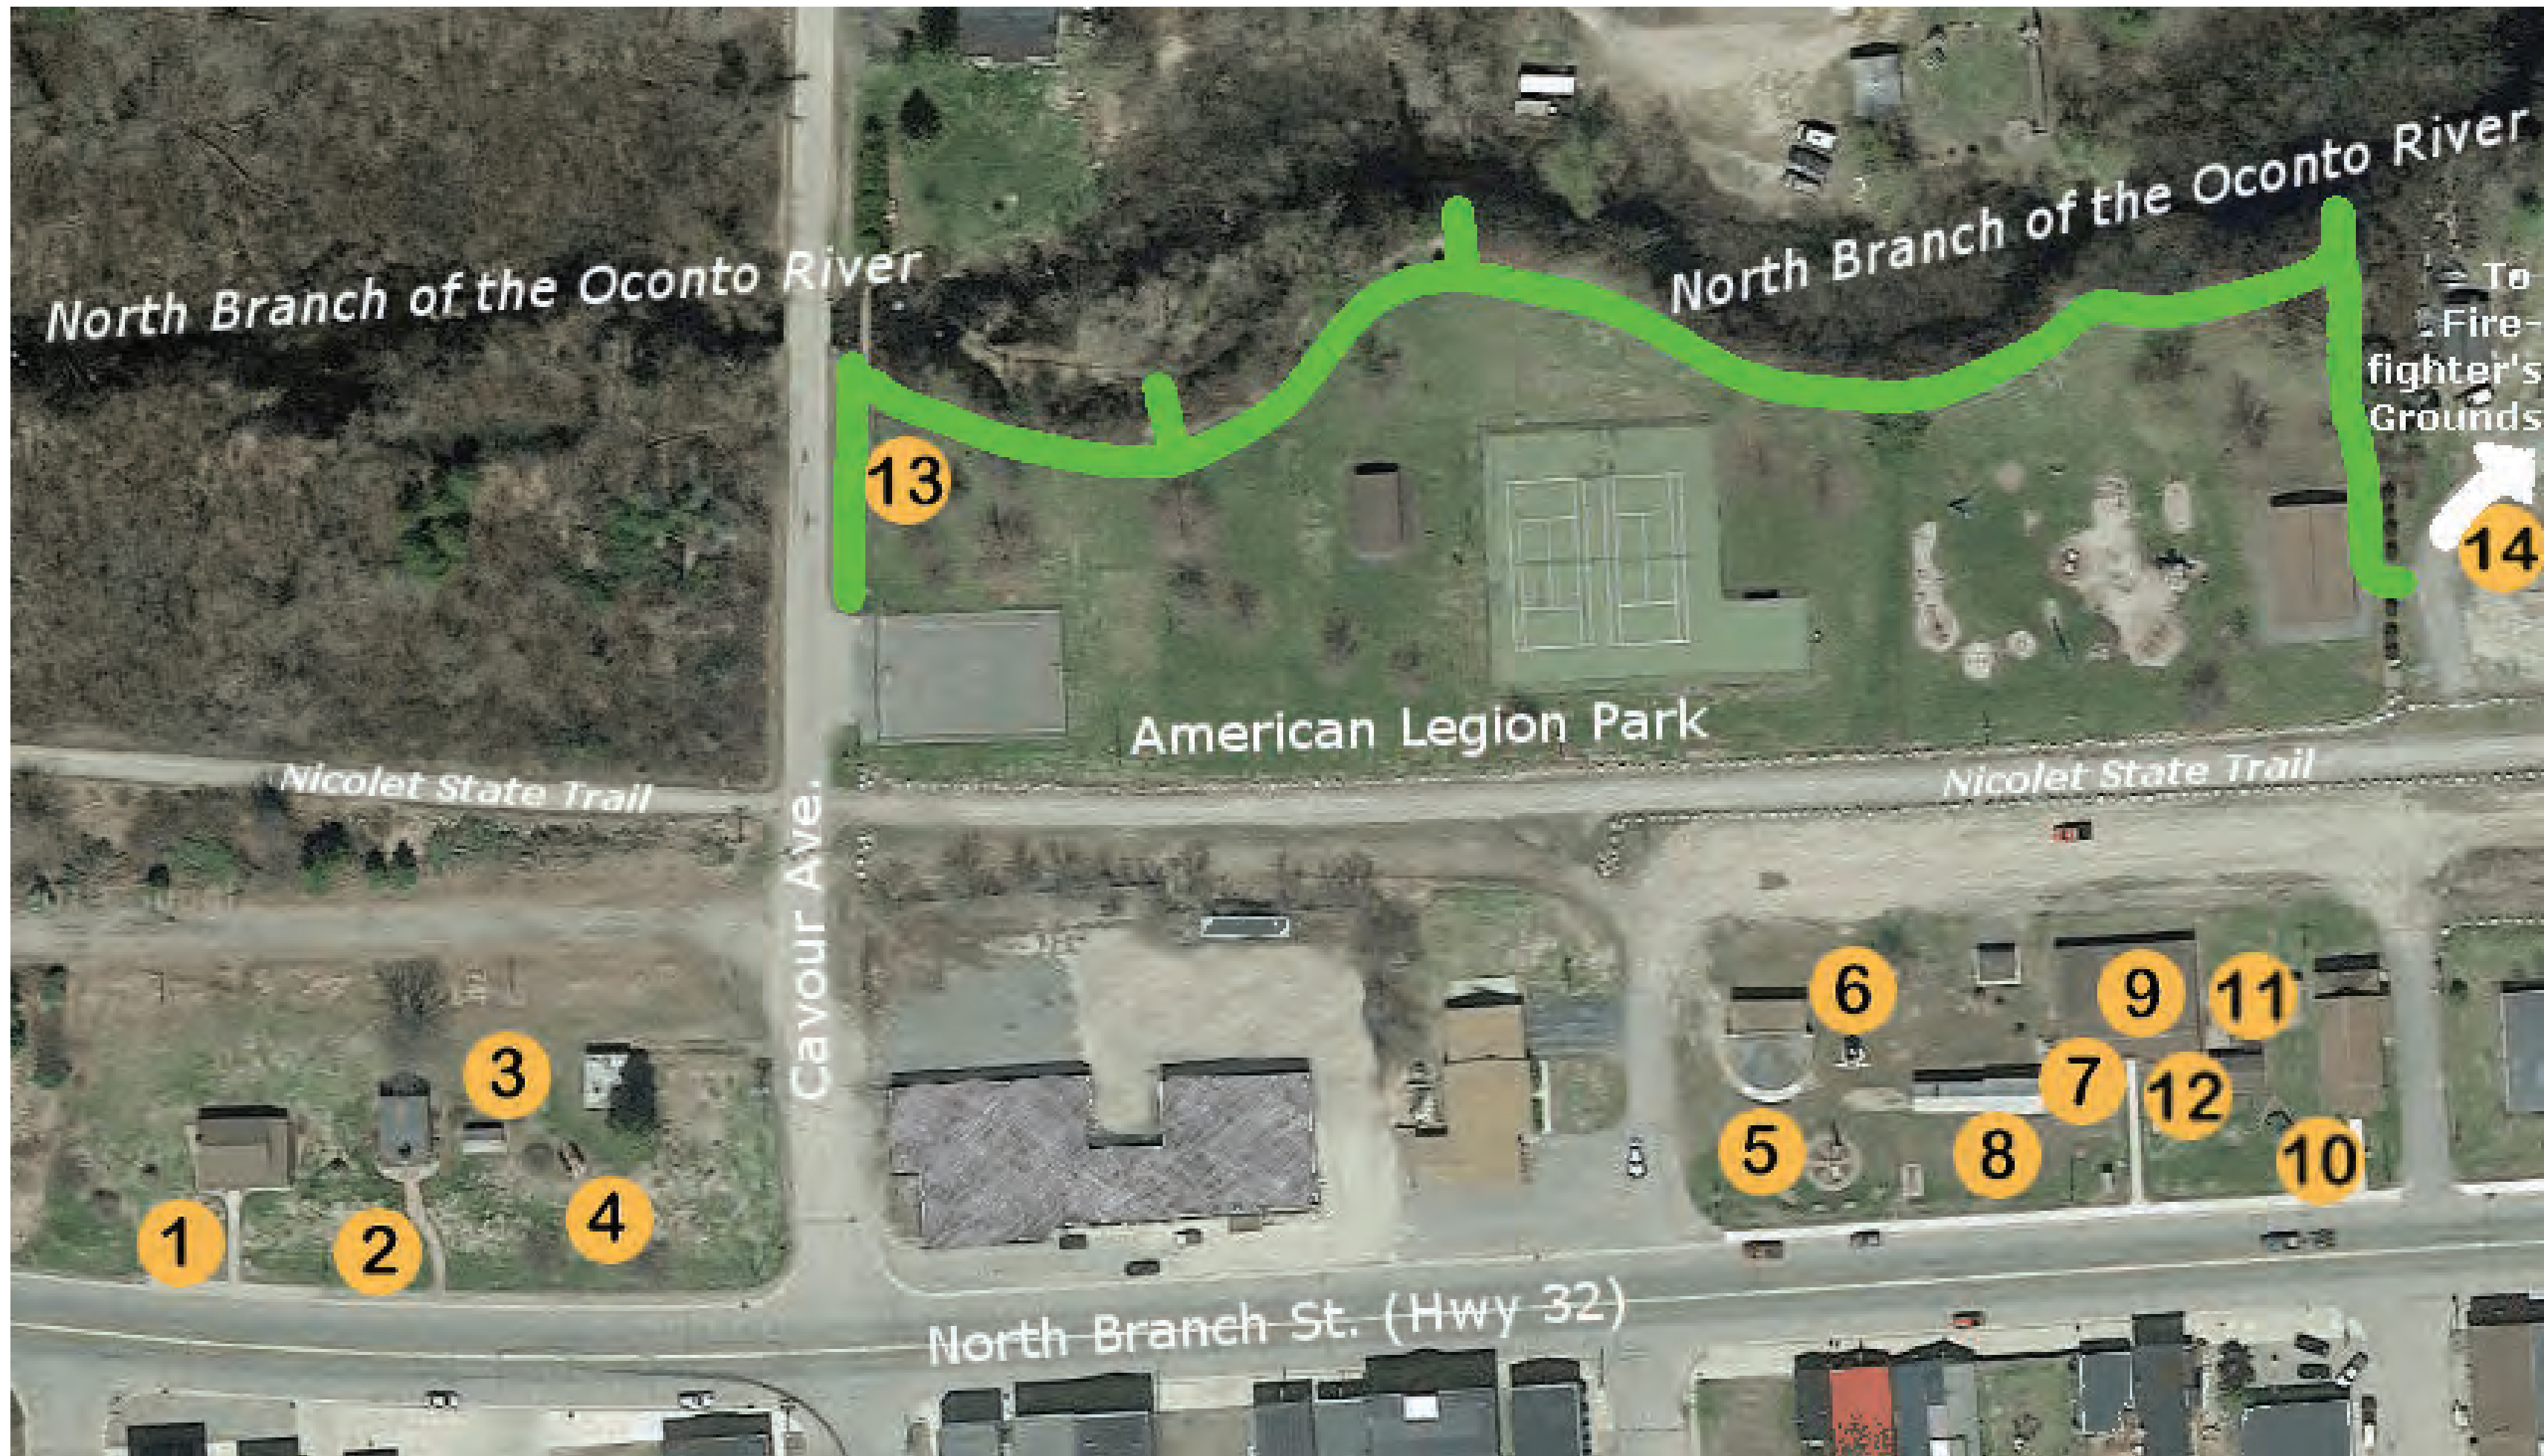 North Branch of the Oconto River
North Branch of the Oconto River
To
Fire-
fighter's
Grounds
13
14
American Legion Park
Nicolet State Trail
Nicolet State Trail
Cavour Ave.
6
9
11
3
7
12
5
8
10
4
1
2
North Branch St. (Hwy 32)